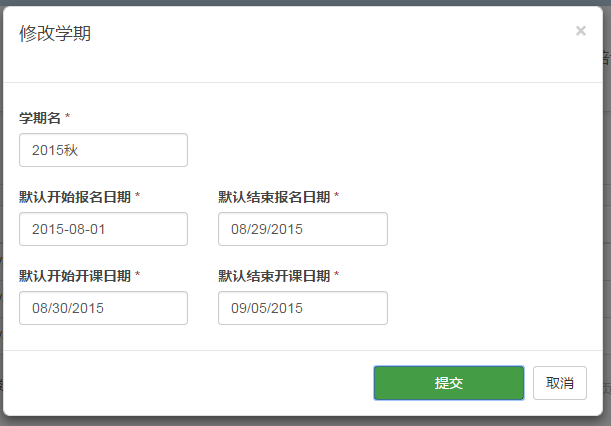 修改学期
×
学期名 *
2015秋
默认开始报名日期 * 默认结束报名日期 *
2015-08-01 08/29/2015
默认开始开课日期 * 默认结束开课日期 *
08/30/2015 09/05/2015
提交 取消